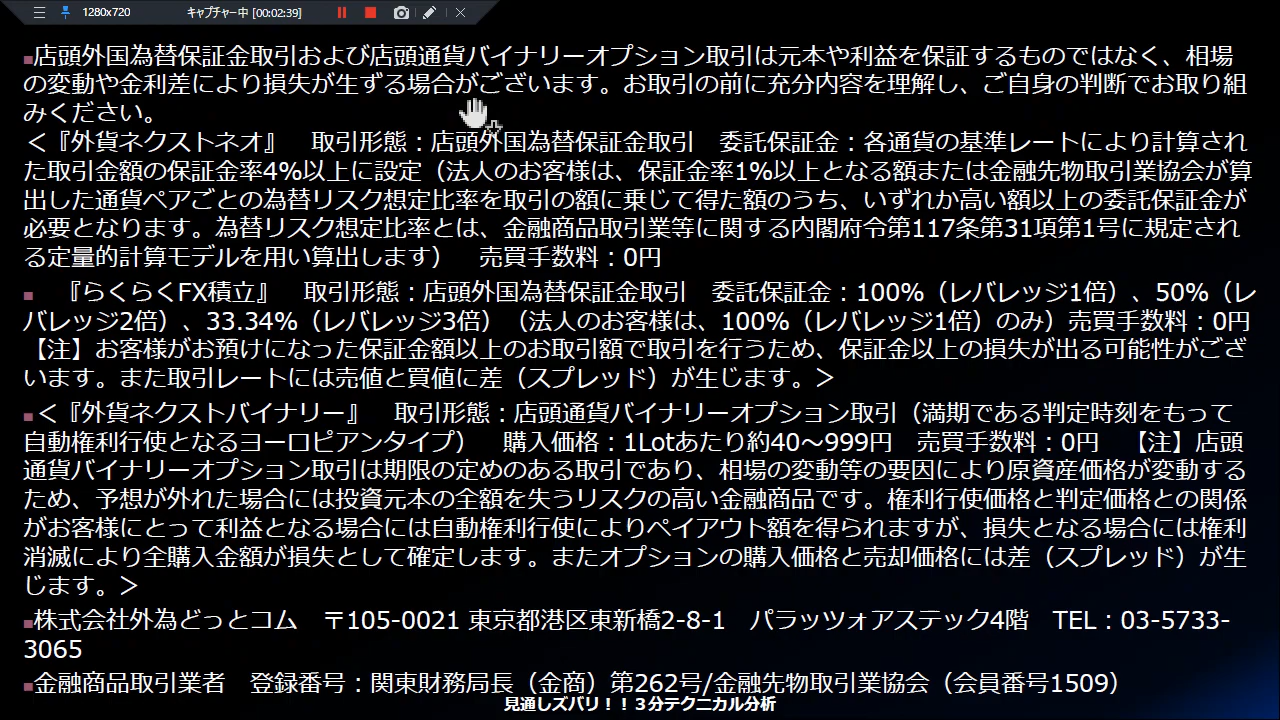 1280x720 キャプチャー中 [00:02:39]
■店頭外国為替保証金取引および店頭通貨バイナリーオプション取引は元本や利益を保証するものではなく、相場
の変動や金利差により損失が生ずる場合がございます。お取引の前に充分内容を理解し、ご自身の判断でお取り組
みください。
＜『外貨ネクストネオ』　取引形態：店頭外国為替保証金取引　委託保証金：各通貨の基準レートにより計算され
た取引金額の保証金率4%以上に設定（法人のお客様は、保証金率1%以上となる額または金融先物取引業協会が算
出した通貨ペアごとの為替リスク想定比率を取引の額に乗じて得た額のうち、いずれか高い額以上の委託保証金が
必要となります。為替リスク想定比率とは、金融商品取引業等に関する内閣府令第117条第31項第1号に規定され
る定量的計算モデルを用い算出します）　売買手数料：0円
■　『らくらくFX積立』　取引形態：店頭外国為替保証金取引　委託保証金：100%（レバレッジ1倍）、50%（レ
バレッジ2倍）、33.34%（レバレッジ3倍）（法人のお客様は、100%（レバレッジ1倍）のみ）売買手数料：0円
【注】お客様がお預けになった保証金額以上のお取引額で取引を行うため、保証金以上の損失が出る可能性がござ
います。また取引レートには売値と買値に差（スプレッド）が生じます。＞
■＜『外貨ネクストバイナリー』　取引形態：店頭通貨バイナリーオプション取引（満期である判定時刻をもって
自動権利行使となるヨーロピアンタイプ）　購入価格：1Lotあたり約40～999円　売買手数料：0円　【注】店頭
通貨バイナリーオプション取引は期限の定めのある取引であり、相場の変動等の要因により原資産価格が変動する
ため、予想が外れた場合には投資元本の全額を失うリスクの高い金融商品です。権利行使価格と判定価格との関係
がお客様にとって利益となる場合には自動権利行使によりペイアウト額を得られますが、損失となる場合には権利
消滅により全購入金額が損失として確定します。またオプションの購入価格と売却価格には差（スプレッド）が生
じます。＞
■株式会社外為どっとコム　〒105-0021 東京都港区東新橋2-8-1　パラッツォアステック4階　TEL：03-5733-
3065
■金融商品取引業者　登録番号：関東財務局長（金商）第262号/金融先物取引業協会（会員番号1509）
見通しズバリ！！３分テクニカル分析